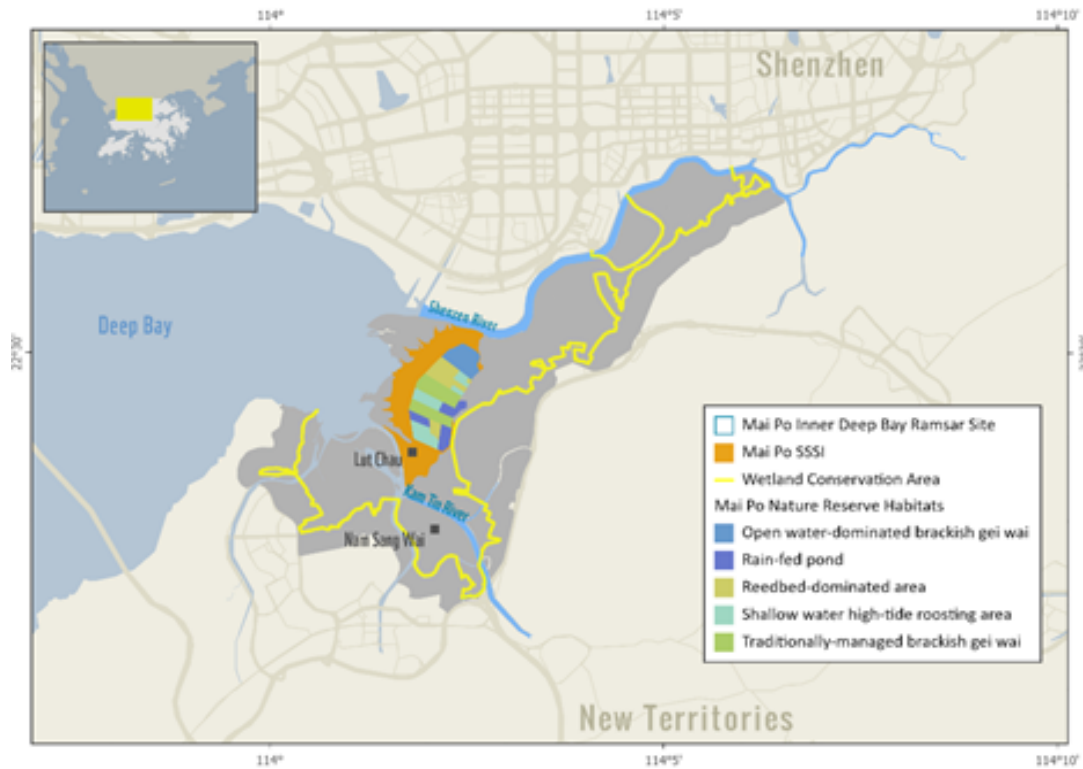 114°
114°5'
114°10'
Shenzhen
Shenzen River
Deep Bay
22°30'
Lut Chau
Kam Tin River
Nam Sang Wai
Mai Po Inner Deep Bay Ramsar Site
Mai Po SSSI
Wetland Conservation Area
Mai Po Nature Reserve Habitats
Open water-dominated brackish gei wai
Rain-fed pond
Reedbed-dominated area
Shallow water high-tide roosting area
Traditionally-managed brackish gei wai
New Territories
114°
114°5'
114°10'